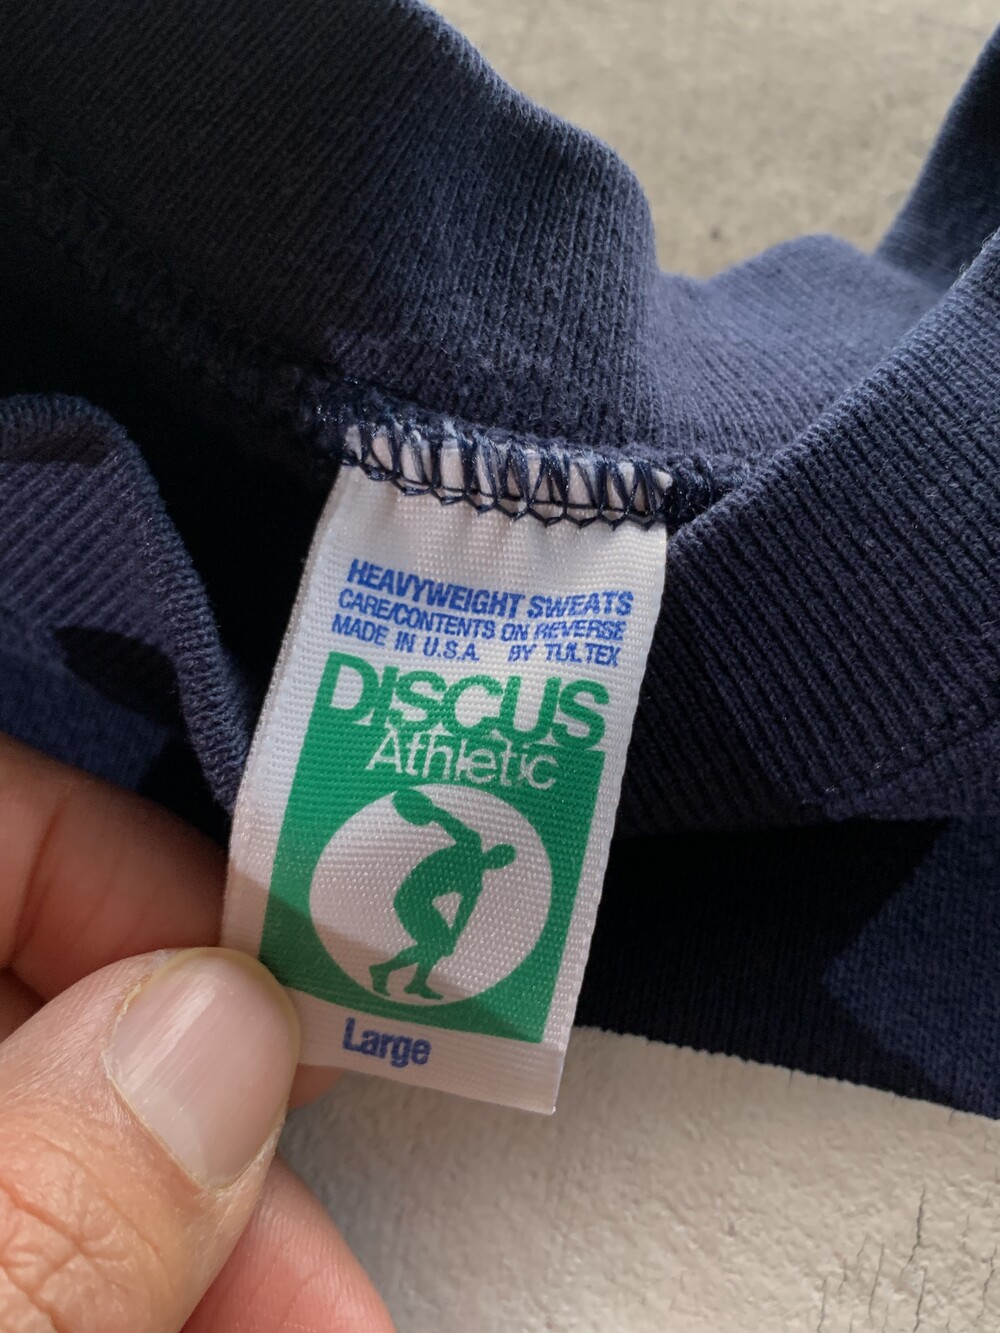 HEAVYWEIGHT SWEATS
CARE/CONTENTS ON REVERSE
MADE IN U.S.A. BY TULTEX
DISCUS
Athletic
Large